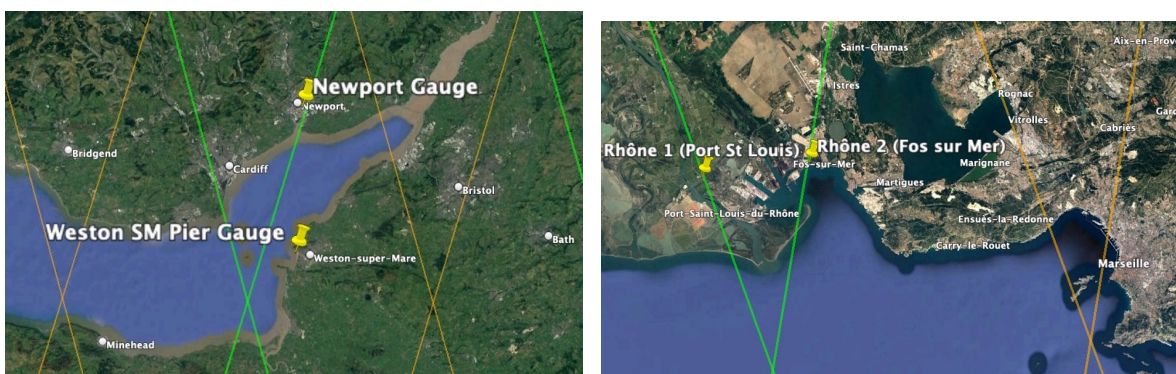 Newport Gauge
Newport
Bridgend
Cardiff
Bristol
Weston SM Pier Gauge
Bath
Weston-super-Mare
Minehead
Saint-Chamas
Aix-en-Prov
Istres
Rognac
Vitrolles
Cabriès
Rhône 1 (Port St Louis)
Rhône 2 (Fos sur Mer)
Fos-sur-Mer
Marignane
Martigues
Port-Saint-Louis-du-Rhône
Ensuès-la-Redonne
Carry-le-Rouet
Marseille